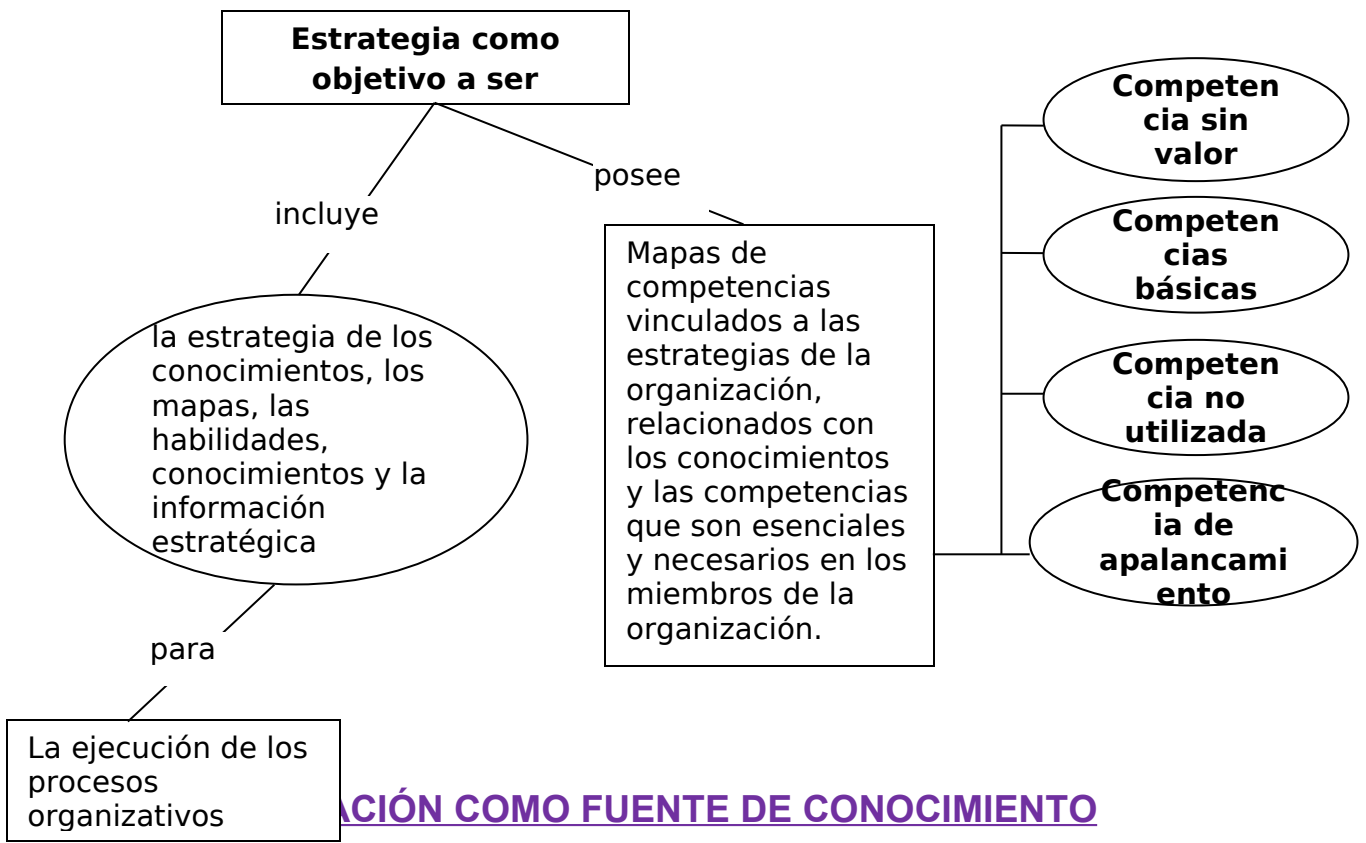 Estrategia como
objetivo a ser
incluye
posee
la estrategia de los
conocimientos, los
mapas, las
habilidades,
conocimientos y la
información
estratégica
para
La ejecución de los
procesos
organizativos
Mapas de
competencias
vinculados a las
estrategias de la
organización,
relacionados con
los conocimientos
y las competencias
que son esenciales
y necesarios en los
miembros de la
organización.
Competen
cia sin
valor
Competen
cias
básicas
Competen
cia no
utilizada
Competenc
ia de
apalancami
ento
ACIÓN COMO FUENTE DE CONOCIMIENTO